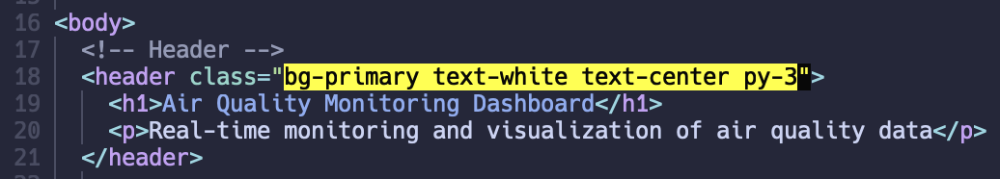 16 <body>
17 <!-- Header -->
18 <header class="bg-primary text-white text-center py-3">
19 <h1>Air Quality Monitoring Dashboard</h1>
20 <p>Real-time monitoring and visualization of air quality data</p>
21 </header>